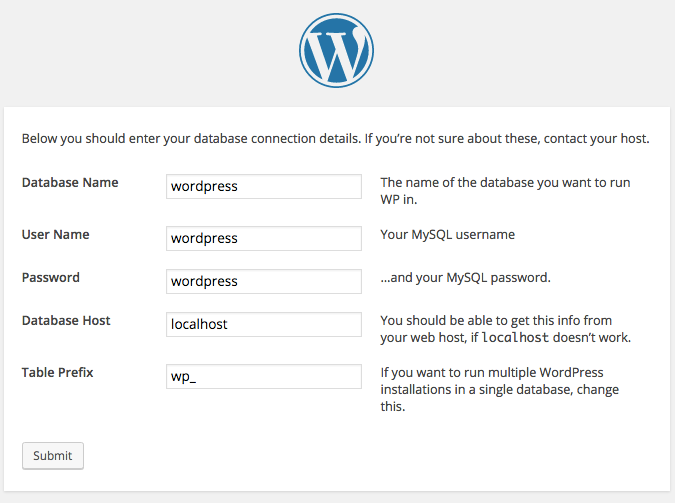 Below you should enter your database connection details. If you’re not sure about these, contact your host.
Database Name
wordpress
The name of the database you want to run
WP in.
User Name
wordpress
Your MySQL username
Password
wordpress
…and your MySQL password.
Database Host
localhost
You should be able to get this info from
your web host, if localhost doesn’t work.
Table Prefix
wp_
If you want to run multiple WordPress
installations in a single database, change
this.
Submit